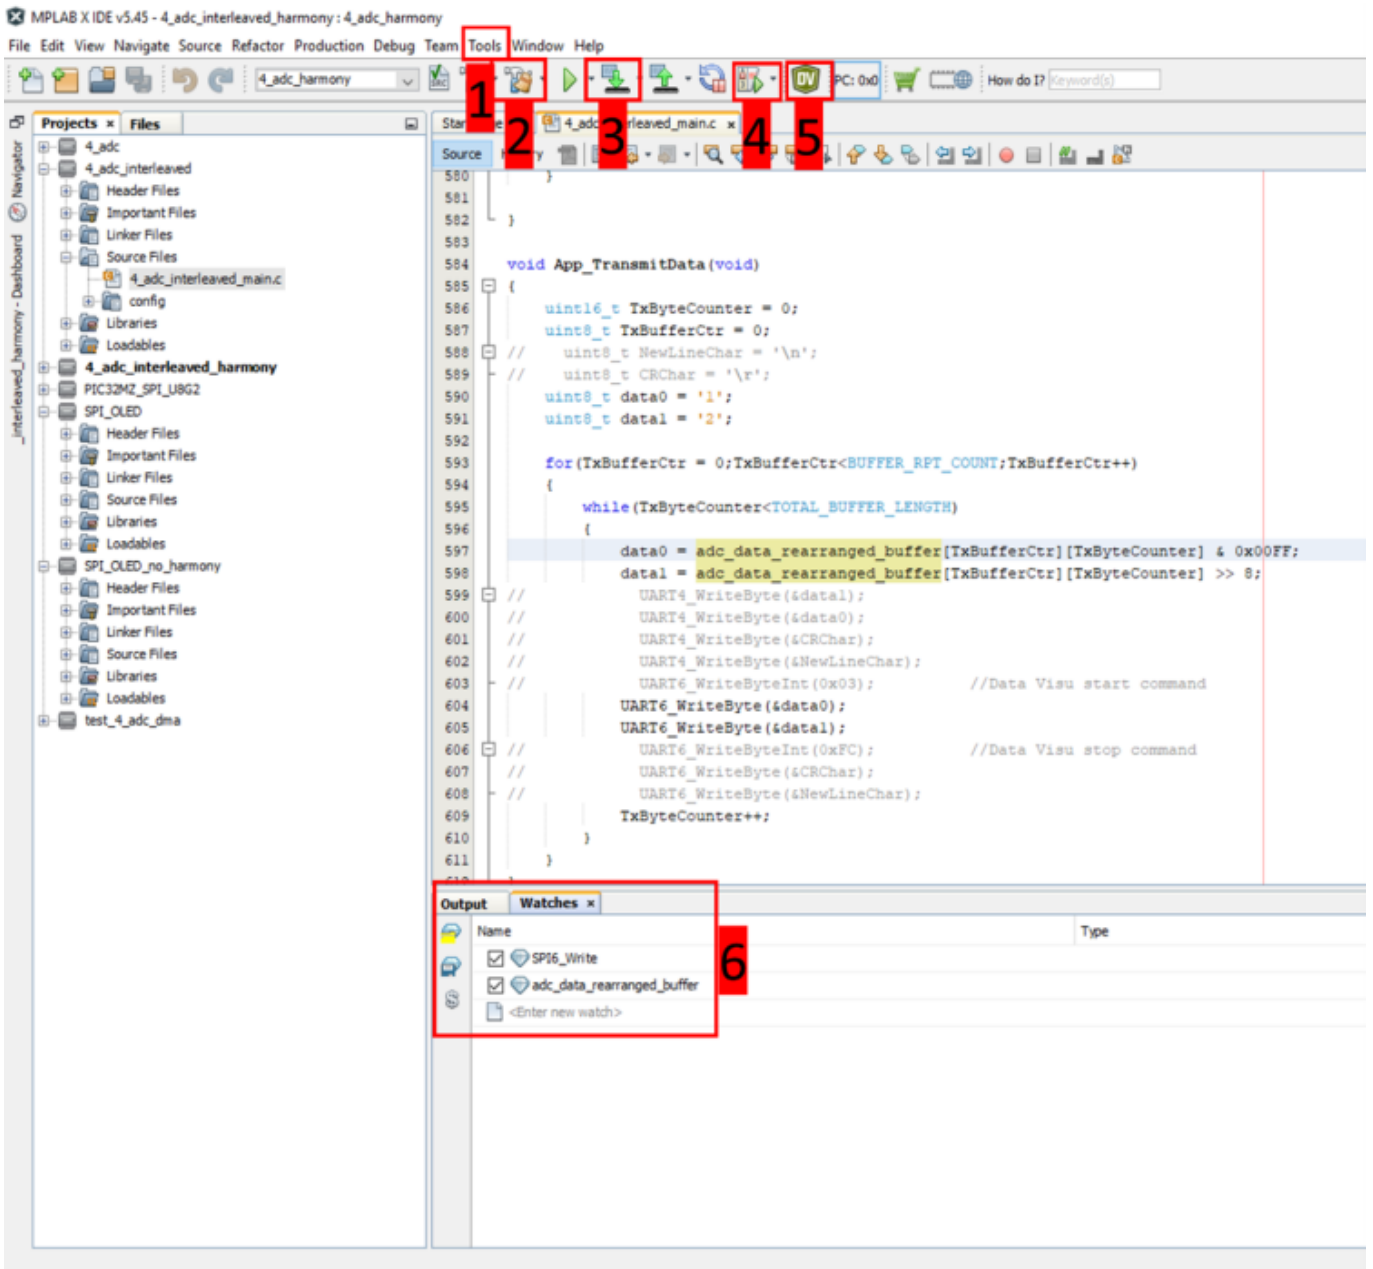 MPLAB X IDE v5.45 - 4_adc_interleaved_harmony : 4_adc_harmony
File Edit View Navigate Source Refactor Production Debug Team Tools Window Help
4_adc_harmony
PC: 0x0
How do I? Keyword(s)
1
2
3
4
5
Projects × Files
4_adc
4_adc_interleaved
Header Files
Important Files
Linker Files
Source Files
4_adc_interleaved_main.c
config
Libraries
Loadables
4_adc_interleaved_harmony
PIC32MZ_SPI_U8G2
SPI_OLED
Header Files
Important Files
Linker Files
Source Files
Libraries
Loadables
SPI_OLED_no_harmony
Header Files
Important Files
Linker Files
Source Files
Libraries
Loadables
test_4_adc_dma
Navigator
_interleaved_harmony - Dashboard
Source
580 }
581
582 }
583
584 void App_TransmitData(void)
585 {
586 uint16_t TxByteCounter = 0;
587 uint8_t TxBufferCtr = 0;
588 // uint8_t NewLineChar = '\n';
589 // uint8_t CRChar = '\r';
590 uint8_t data0 = '1';
591 uint8_t data1 = '2';
592
593 for(TxBufferCtr = 0;TxBufferCtr<BUFFER_RPT_COUNT;TxBufferCtr++)
594 {
595 while(TxByteCounter<TOTAL_BUFFER_LENGTH)
596 {
597 data0 = adc_data_rearranged_buffer[TxBufferCtr][TxByteCounter] & 0x00FF;
598 data1 = adc_data_rearranged_buffer[TxBufferCtr][TxByteCounter] >> 8;
599 // UART4_WriteByte(&data1);
600 // UART4_WriteByte(&data0);
601 // UART4_WriteByte(&CRChar);
602 // UART4_WriteByte(&NewLineChar);
603 // UART6_WriteByteInt(0x03); //Data Visu start command
604 UART6_WriteByte(&data0);
605 UART6_WriteByte(&data1);
606 // UART6_WriteByteInt(0xFC); //Data Visu stop command
607 // UART6_WriteByte(&CRChar);
608 // UART6_WriteByte(&NewLineChar);
609 TxByteCounter++;
610 }
611 }
Output Watches ×
Name Type
SPI6_Write
adc_data_rearranged_buffer
<Enter new watch>
6